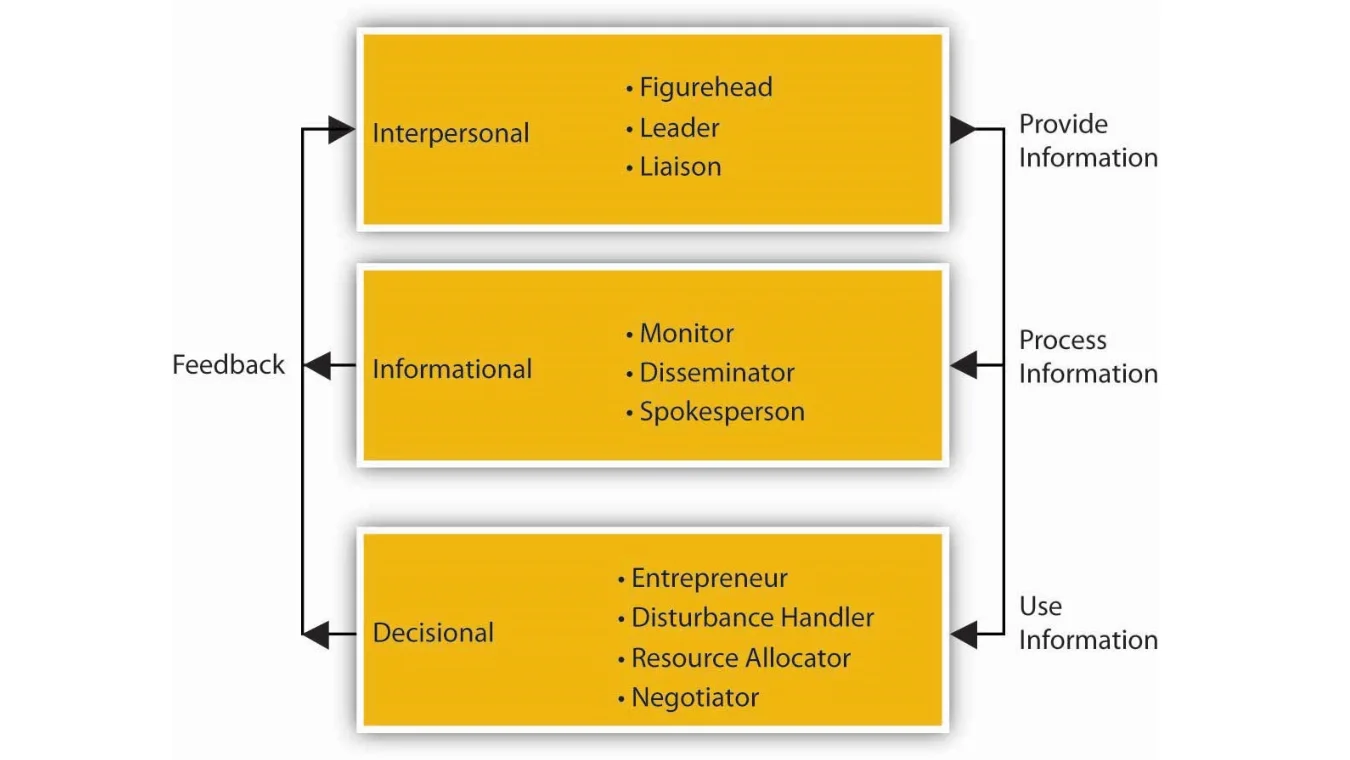 • Figurehead
Interpersonal
• Leader
• Liaison
Provide
Information
Feedback
Informational
• Monitor
• Disseminator
• Spokesperson
Process
Information
Decisional
• Entrepreneur
• Disturbance Handler
• Resource Allocator
• Negotiator
Use
Information